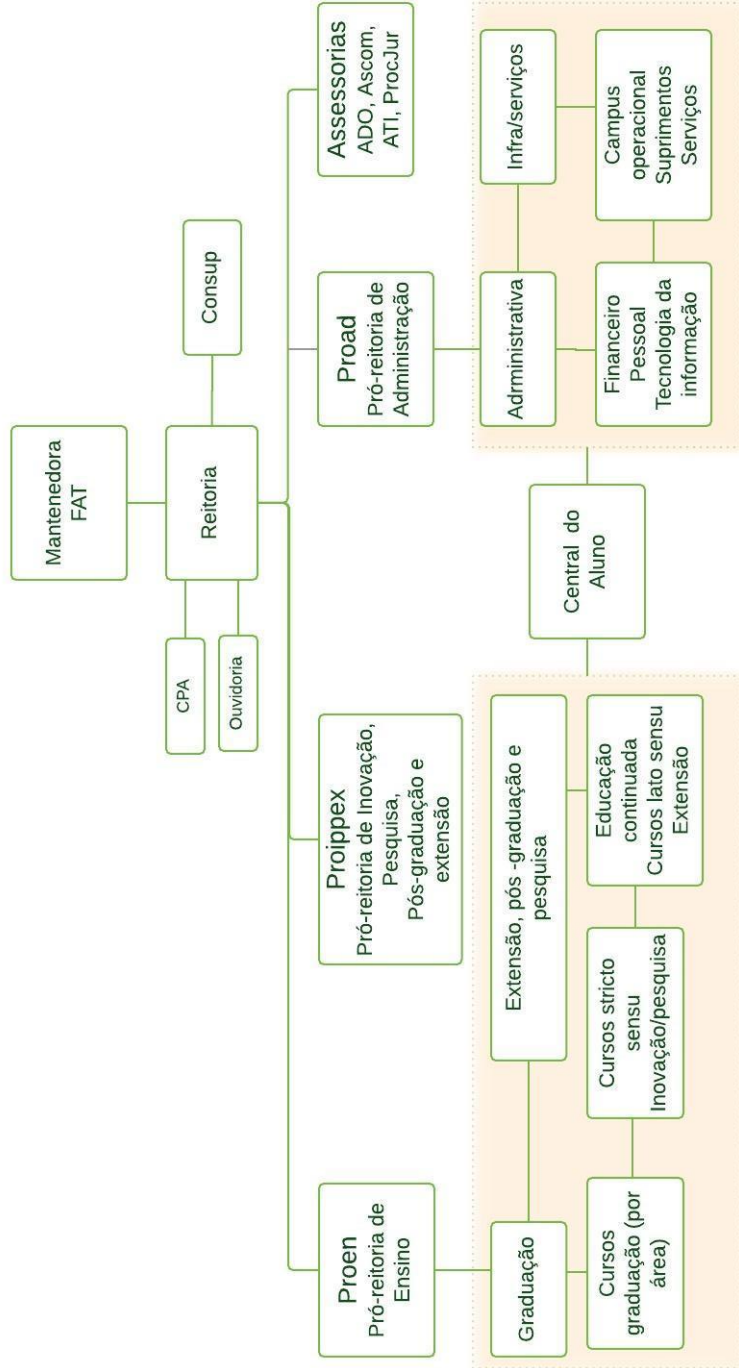 Mantenedora
FAT
CPA
Ouvidoria
Reitoria
Consup
Proen
Pró-reitoria de
Ensino
Proippex
Pró-reitoria de Inovação,
Pesquisa,
Pós-graduação e
extensão
Proad
Pró-reitoria de
Administração
Assessorias
ADO, Ascom,
ATI, ProcJur
Graduação
Extensão, pós -graduação e
pesquisa
Cursos
graduação (por
área)
Cursos stricto
sensu
Inovação/pesquisa
Educação
continuada
Cursos lato sensu
Extensão
Central do
Aluno
Adrministrativa
Infra/serviços
Financeiro
Pessoal
Tecnologia da
informação
Campus
operacional
Suprimentos
Serviços